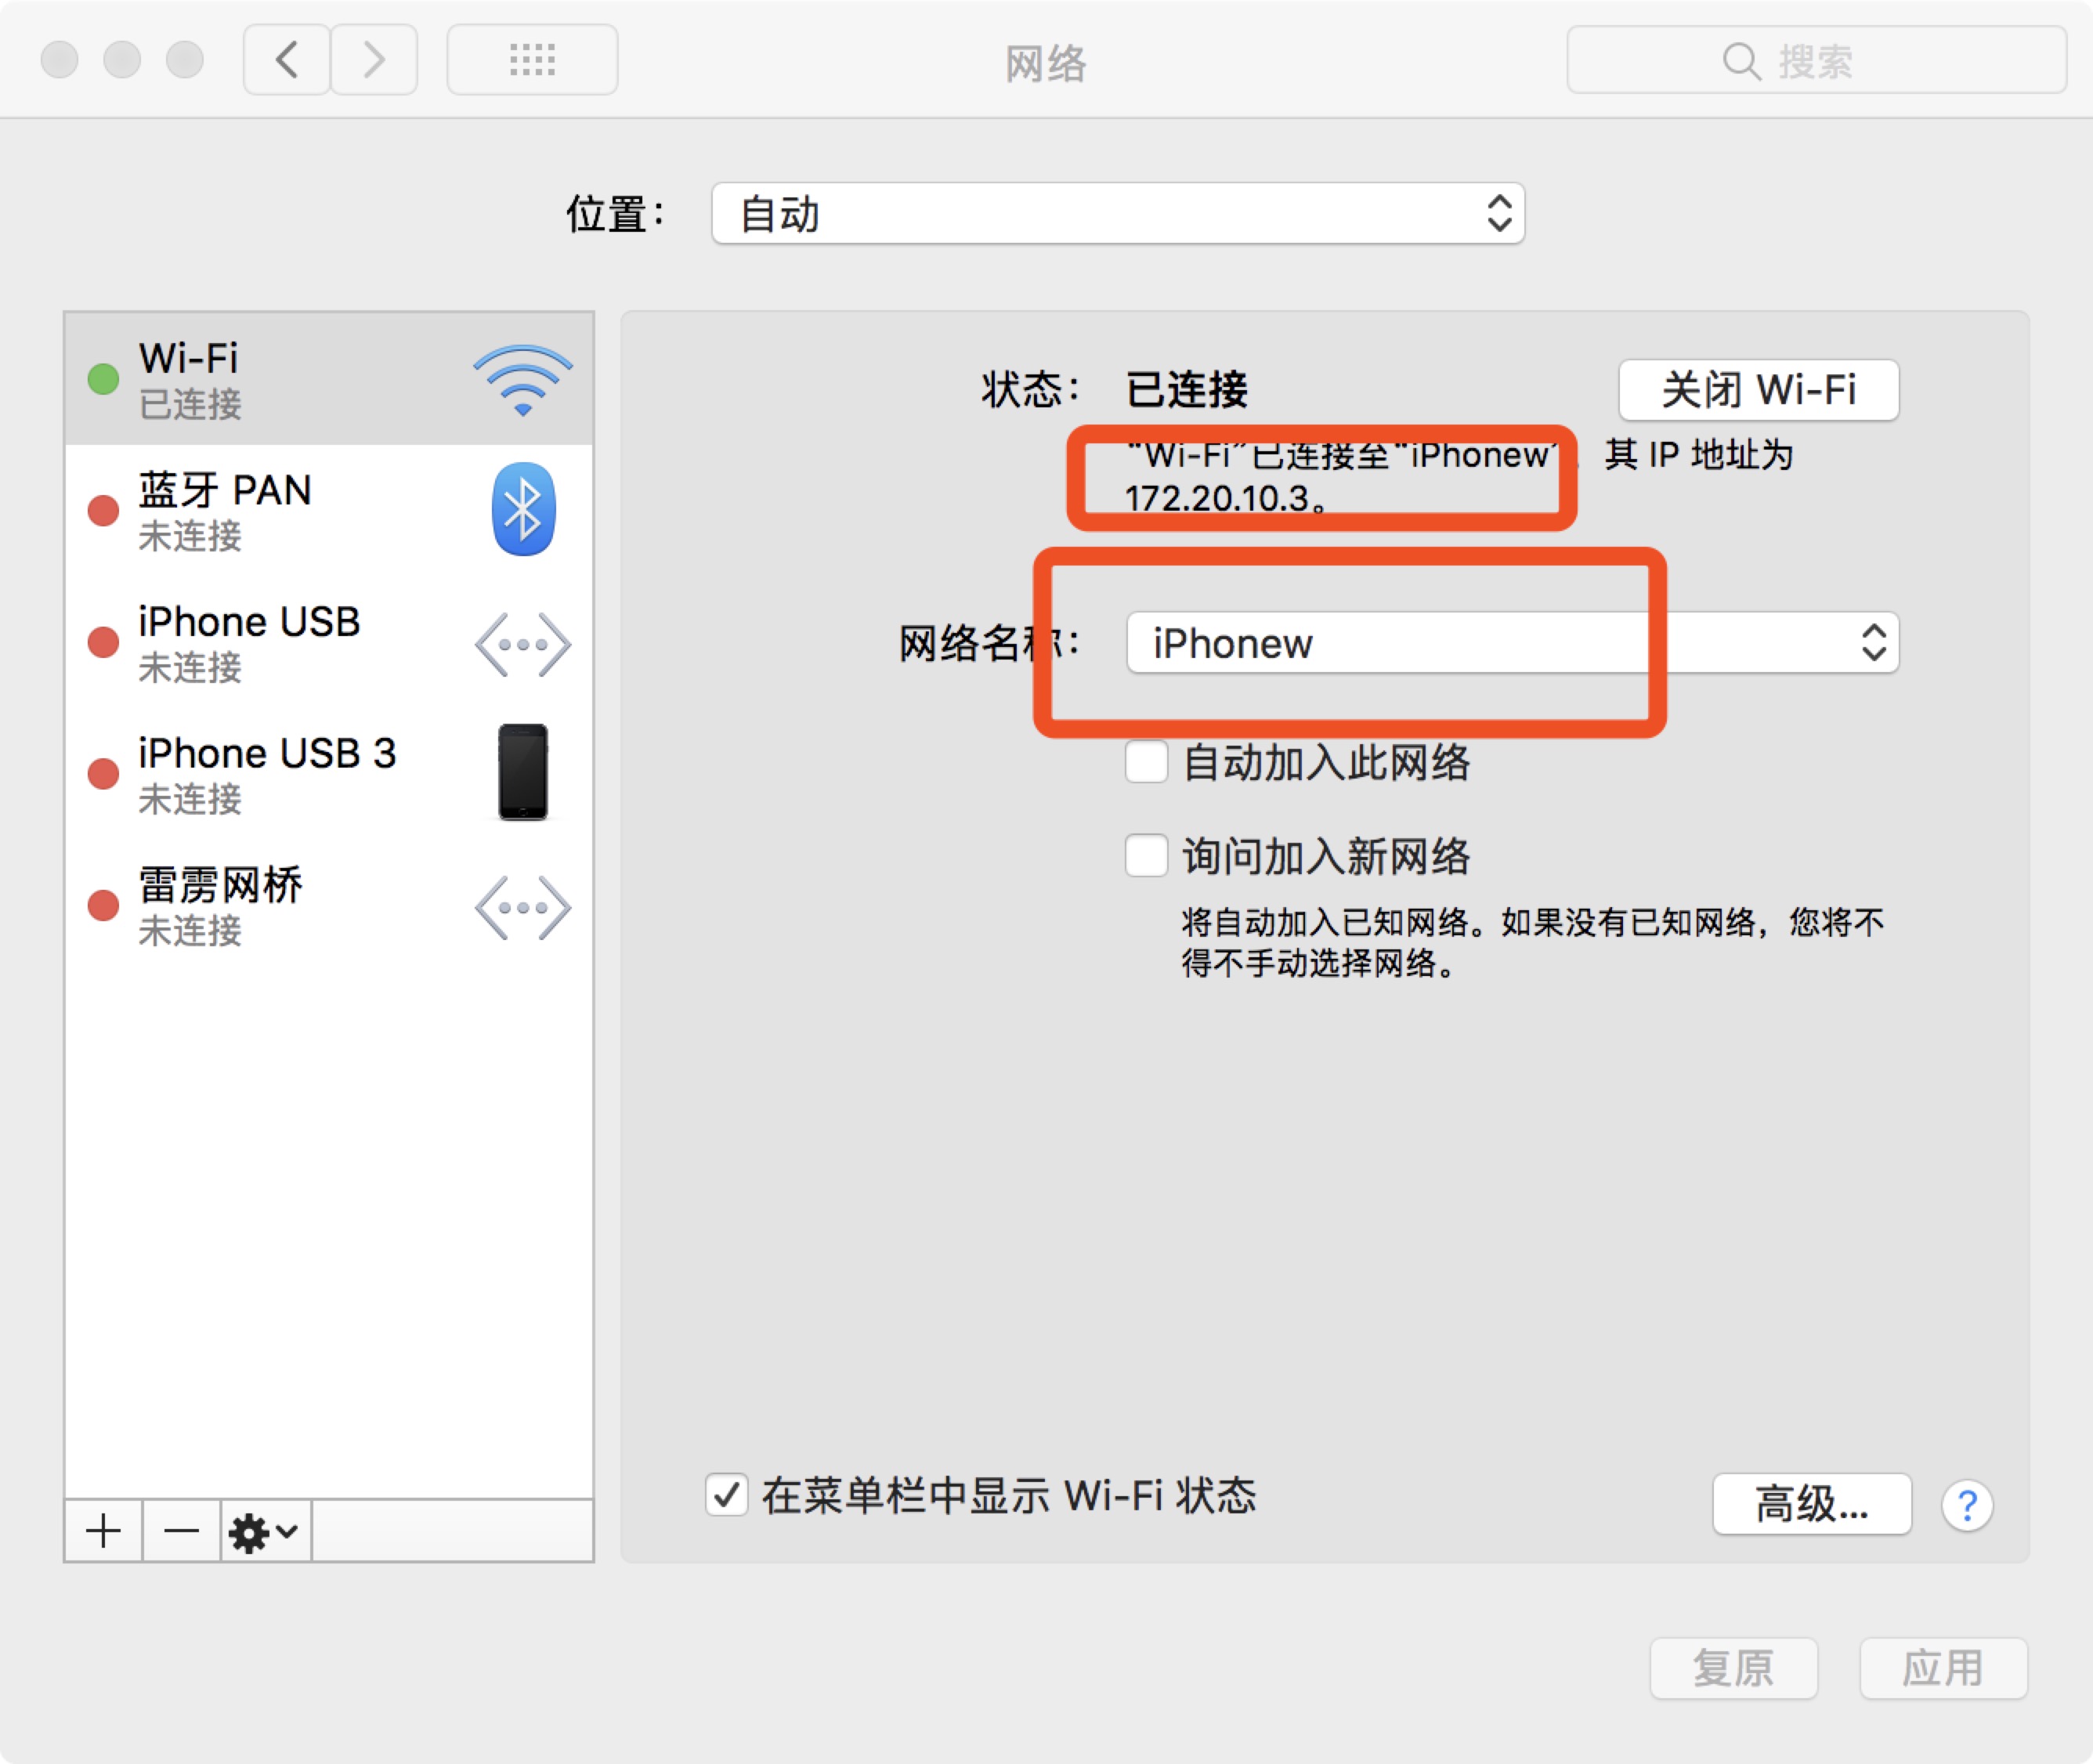 网络
搜索
位置：
自动
Wi-Fi
已连接
蓝牙 PAN
未连接
iPhone USB
未连接
iPhone USB 3
未连接
雷雳网桥
未连接
状态：
已连接
关闭 Wi-Fi
“Wi-Fi”已连接至“iPhonew”，其 IP 地址为
172.20.10.3。
网络名称：
iPhonew
自动加入此网络
询问加入新网络
将自动加入已知网络。如果没有已知网络，您将不
得不手动选择网络。
在菜单栏中显示 Wi-Fi 状态
高级...
?
复原
应用